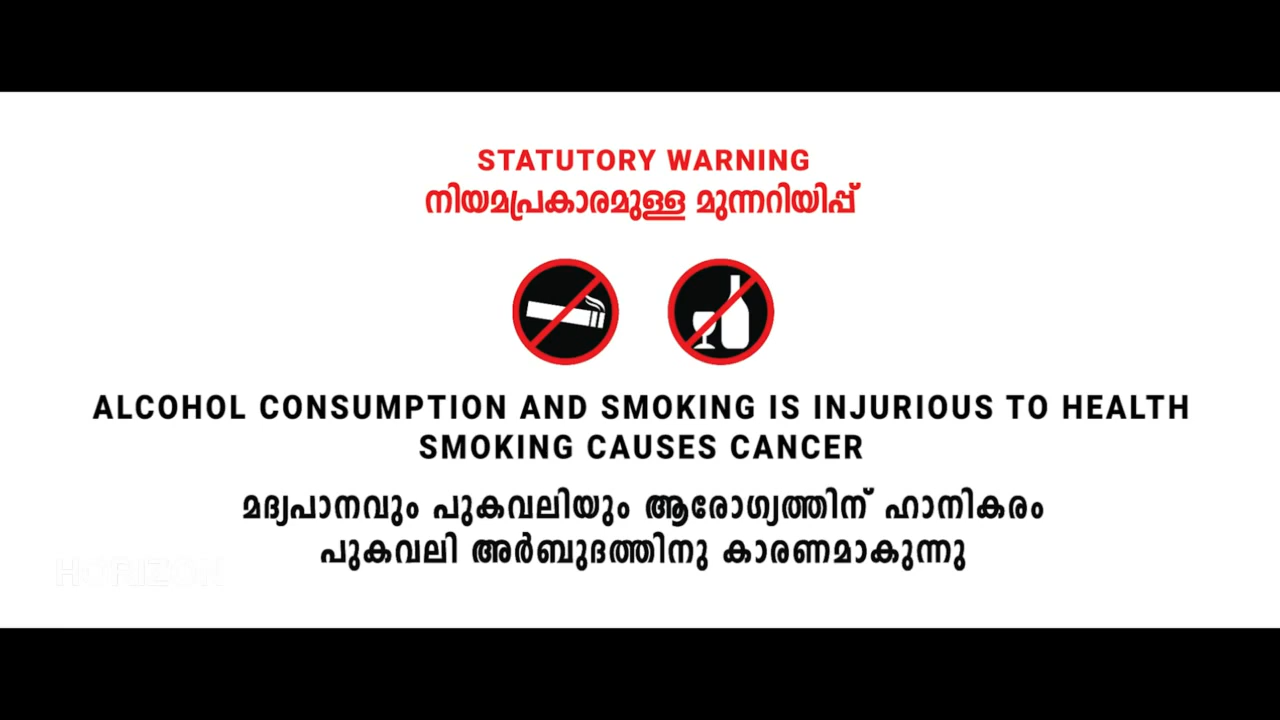 STATUTORY WARNING
നിയമപ്രകാരമുള്ള മുന്നറിയിപ്പ്
ALCOHOL CONSUMPTION AND SMOKING IS INJURIOUS TO HEALTH
SMOKING CAUSES CANCER
മദ്യപാനവും പുകവലിയും ആരോഗ്യത്തിന് ഹാനികരം
പുകവലി അർബുദത്തിനു കാരണമാകുന്നു
HORIZON